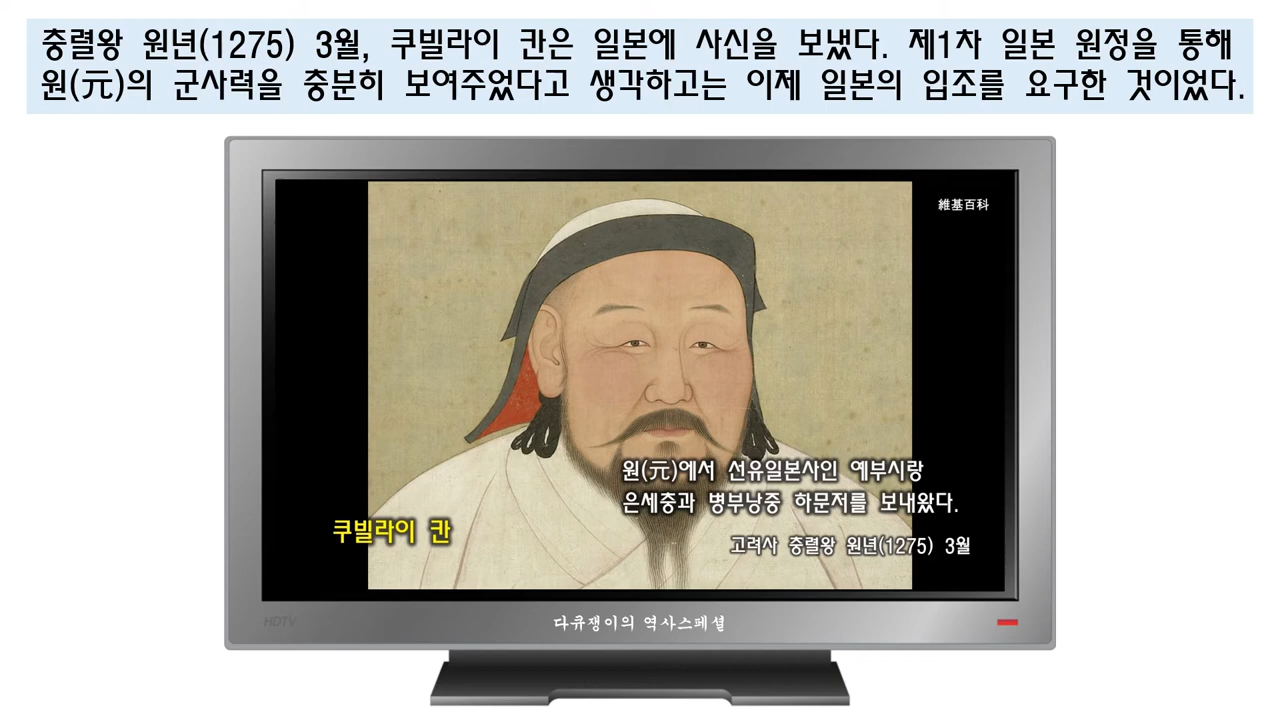 충렬왕 원년(1275) 3월, 쿠빌라이 칸은 일본에 사신을 보냈다. 제1차 일본 원정을 통해
원(元)의 군사력을 충분히 보여주었다고 생각하고는 이제 일본의 입조를 요구한 것이었다.
維基百科
원(元)에서 선유일본사인 예부시랑
은세충과 병부낭중 하문저를 보내왔다.
쿠빌라이 칸
고려사 충렬왕 원년(1275) 3월
HDTV
다큐쟁이의 역사스페셜